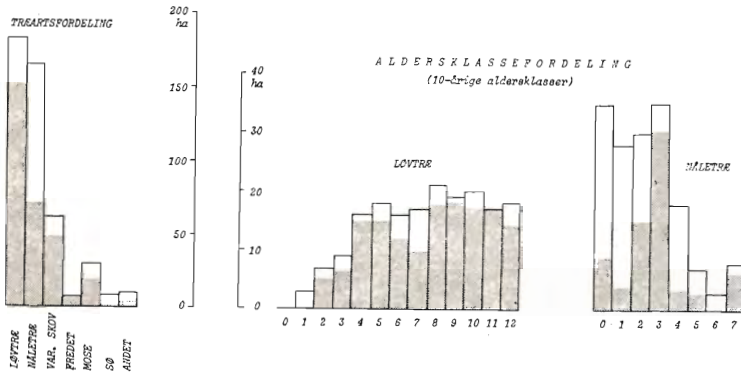 TRÆARTSFORDELING
200
ha
150
100
50
0
LØVTRÆ
NÅLETRÆ
VAR. SKOV
FREDET
MOSE
SØ
ANDET
ALDERSKLASSEFORDELING
(10-årige aldersklasser)
40
ha
30
20
10
0
LØVTRÆ
0 1 2 3 4 5 6 7 8 9 10 11 12
NÅLETRÆ
0 1 2 3 4 5 6 7